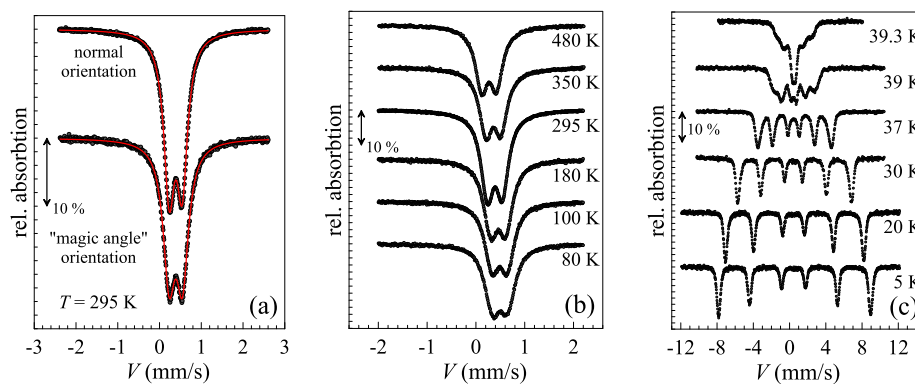 rel. absorbtion
normal
orientation
10 %
"magic angle"
orientation
T = 295 K
(a)
-3 -2 -1 0 1 2 3
V (mm/s)
rel. absorbtion
10 %
480 K
350 K
295 K
180 K
100 K
80 K
(b)
-2 -1 0 1 2
V (mm/s)
rel. absorbtion
10 %
39.3 K
39 K
37 K
30 K
20 K
5 K
(c)
-12 -8 -4 0 4 8 12
V (mm/s)